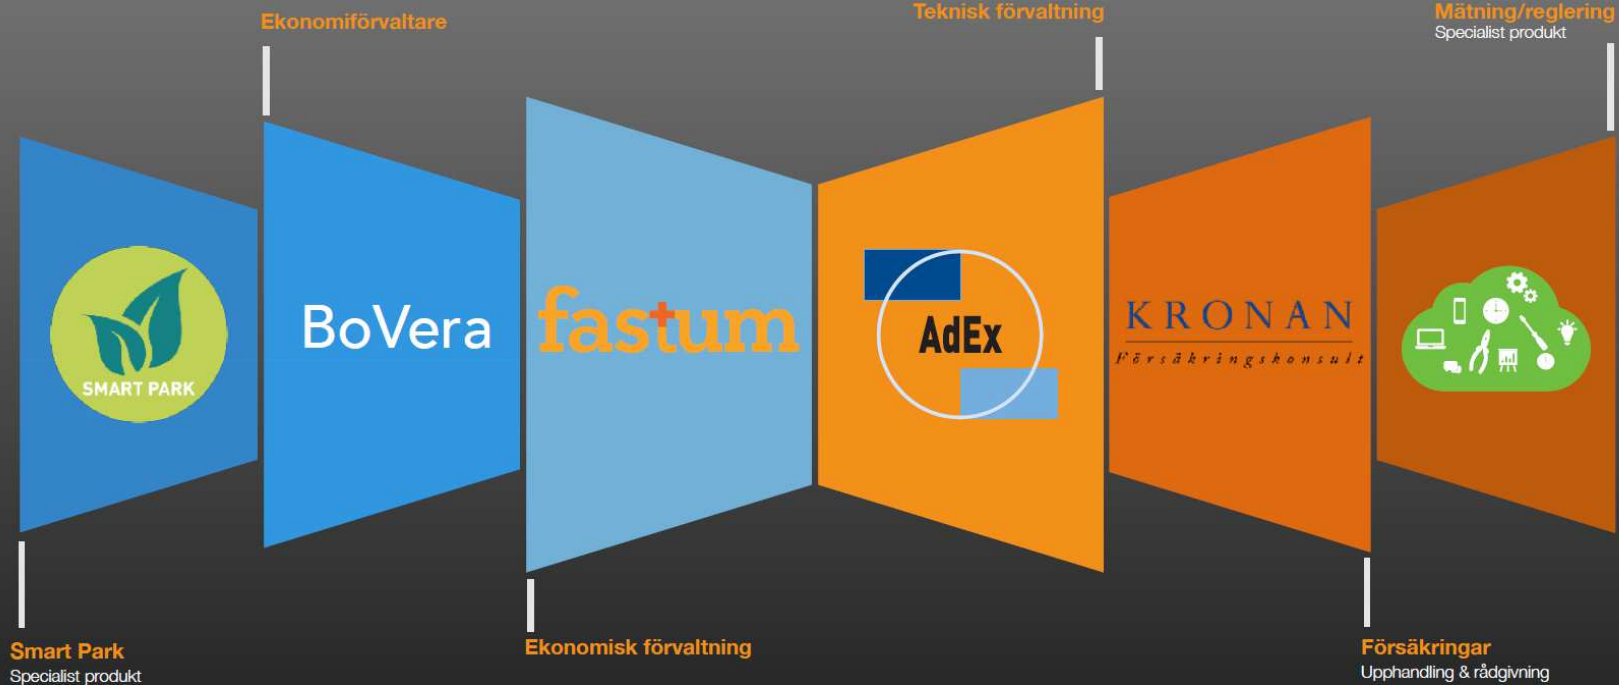 Ekonomiförvaltare
Teknisk förvaltning
Mätning/reglering
Specialist produkt
SMART PARK
BoVera
fastum
AdEx
KRONAN
Försäkringskonsult
Smart Park
Specialist produkt
Ekonomisk förvaltning
Försäkringar
Upphandling & rådgivning